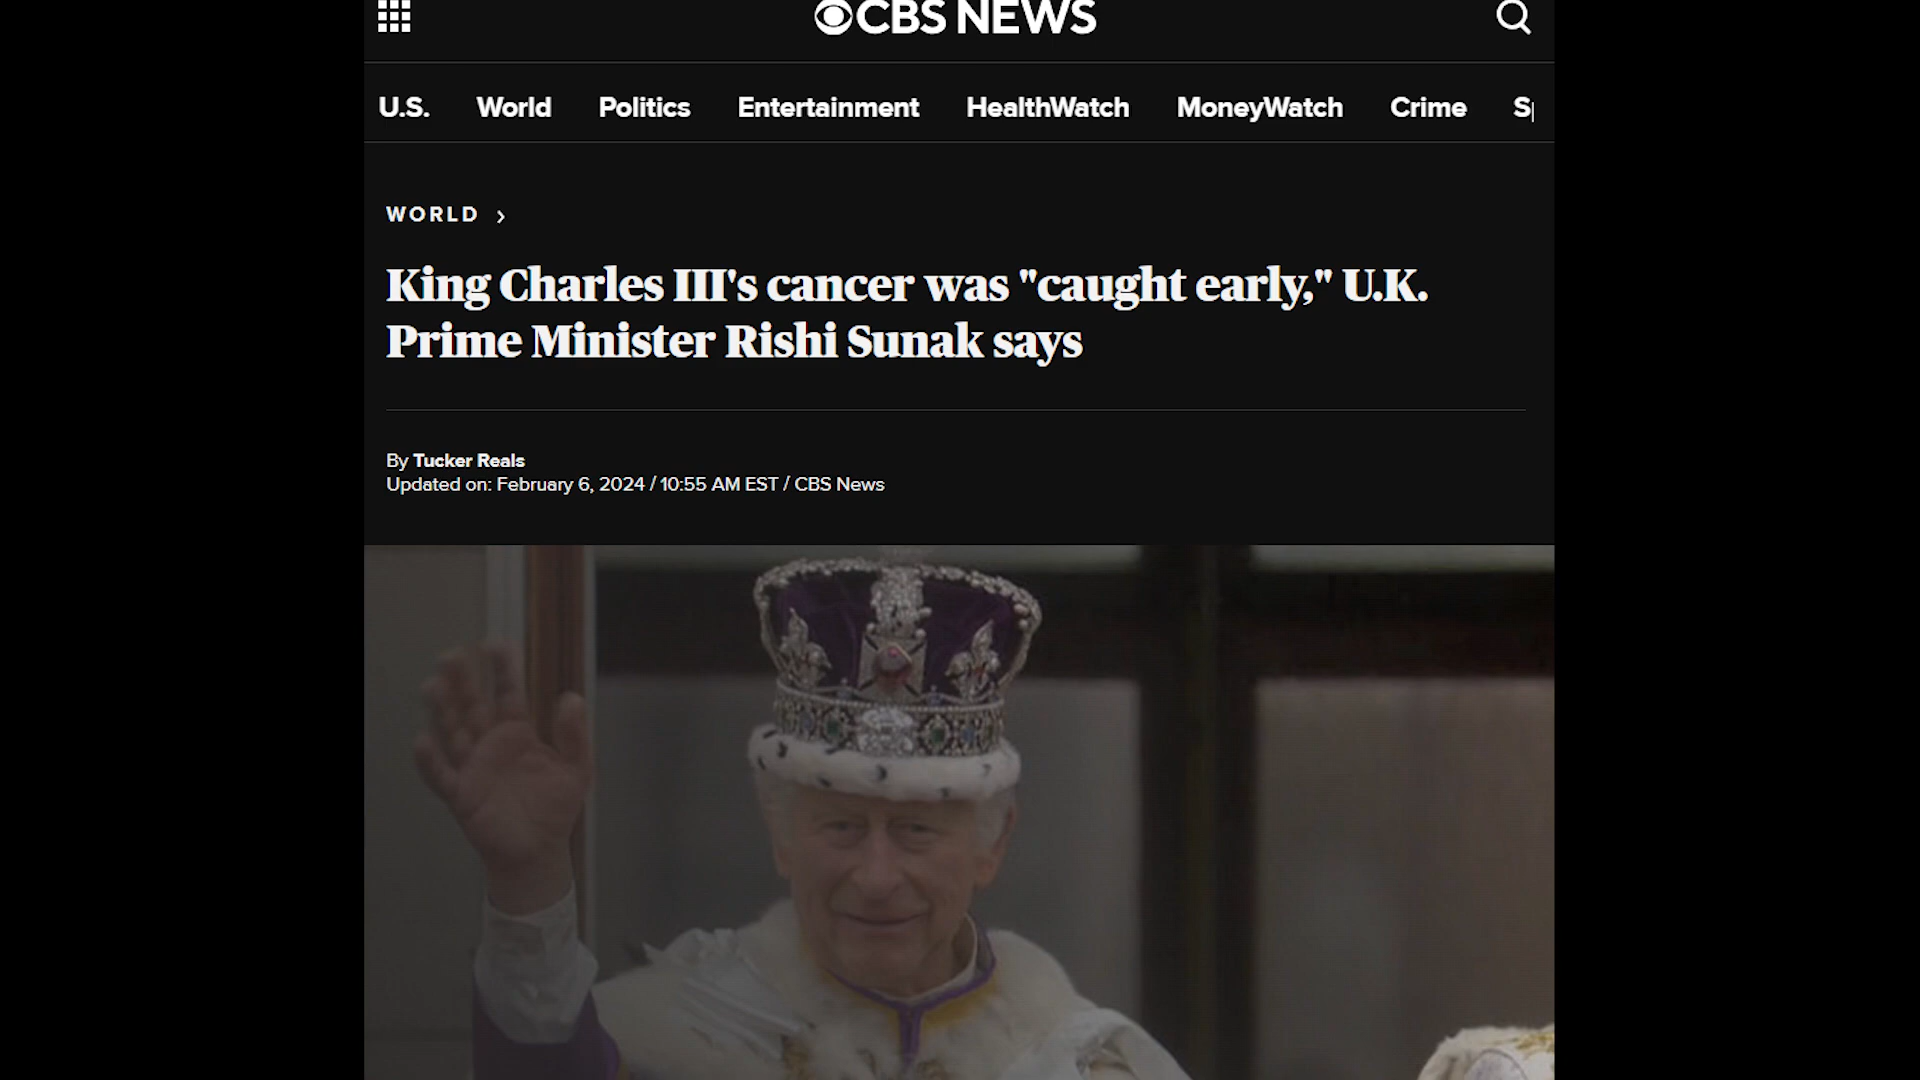 CBS NEWS
U.S. World Politics Entertainment HealthWatch MoneyWatch Crime
WORLD
King Charles III's cancer was "caught early," U.K.
Prime Minister Rishi Sunak says
By Tucker Reals
Updated on: February 6, 2024 / 10:55 AM EST / CBS News